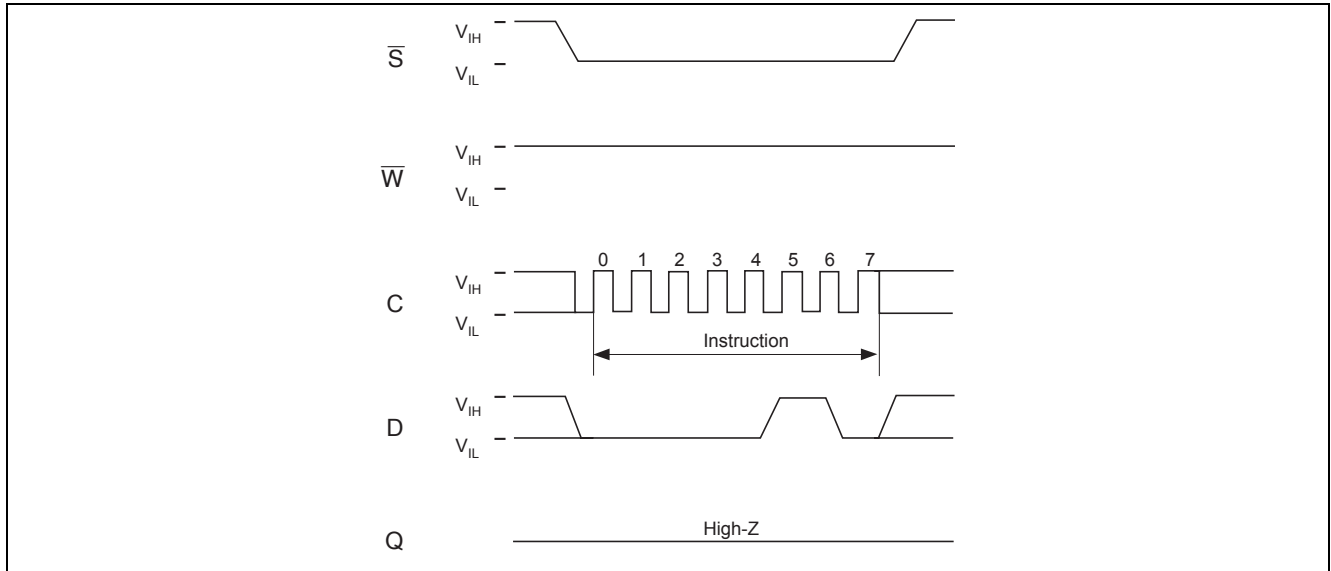 V_IH
S̅
V_IL
V_IH
W̅
V_IL
0 1 2 3 4 5 6 7
V_IH
C
V_IL
Instruction
V_IH
D
V_IL
High-Z
Q